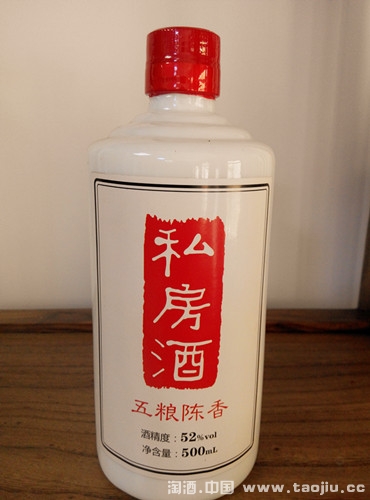 私房酒
五粮陈香
酒精度：52%vol
净含量：500mL
淘酒.中国 www.taojiu.cc